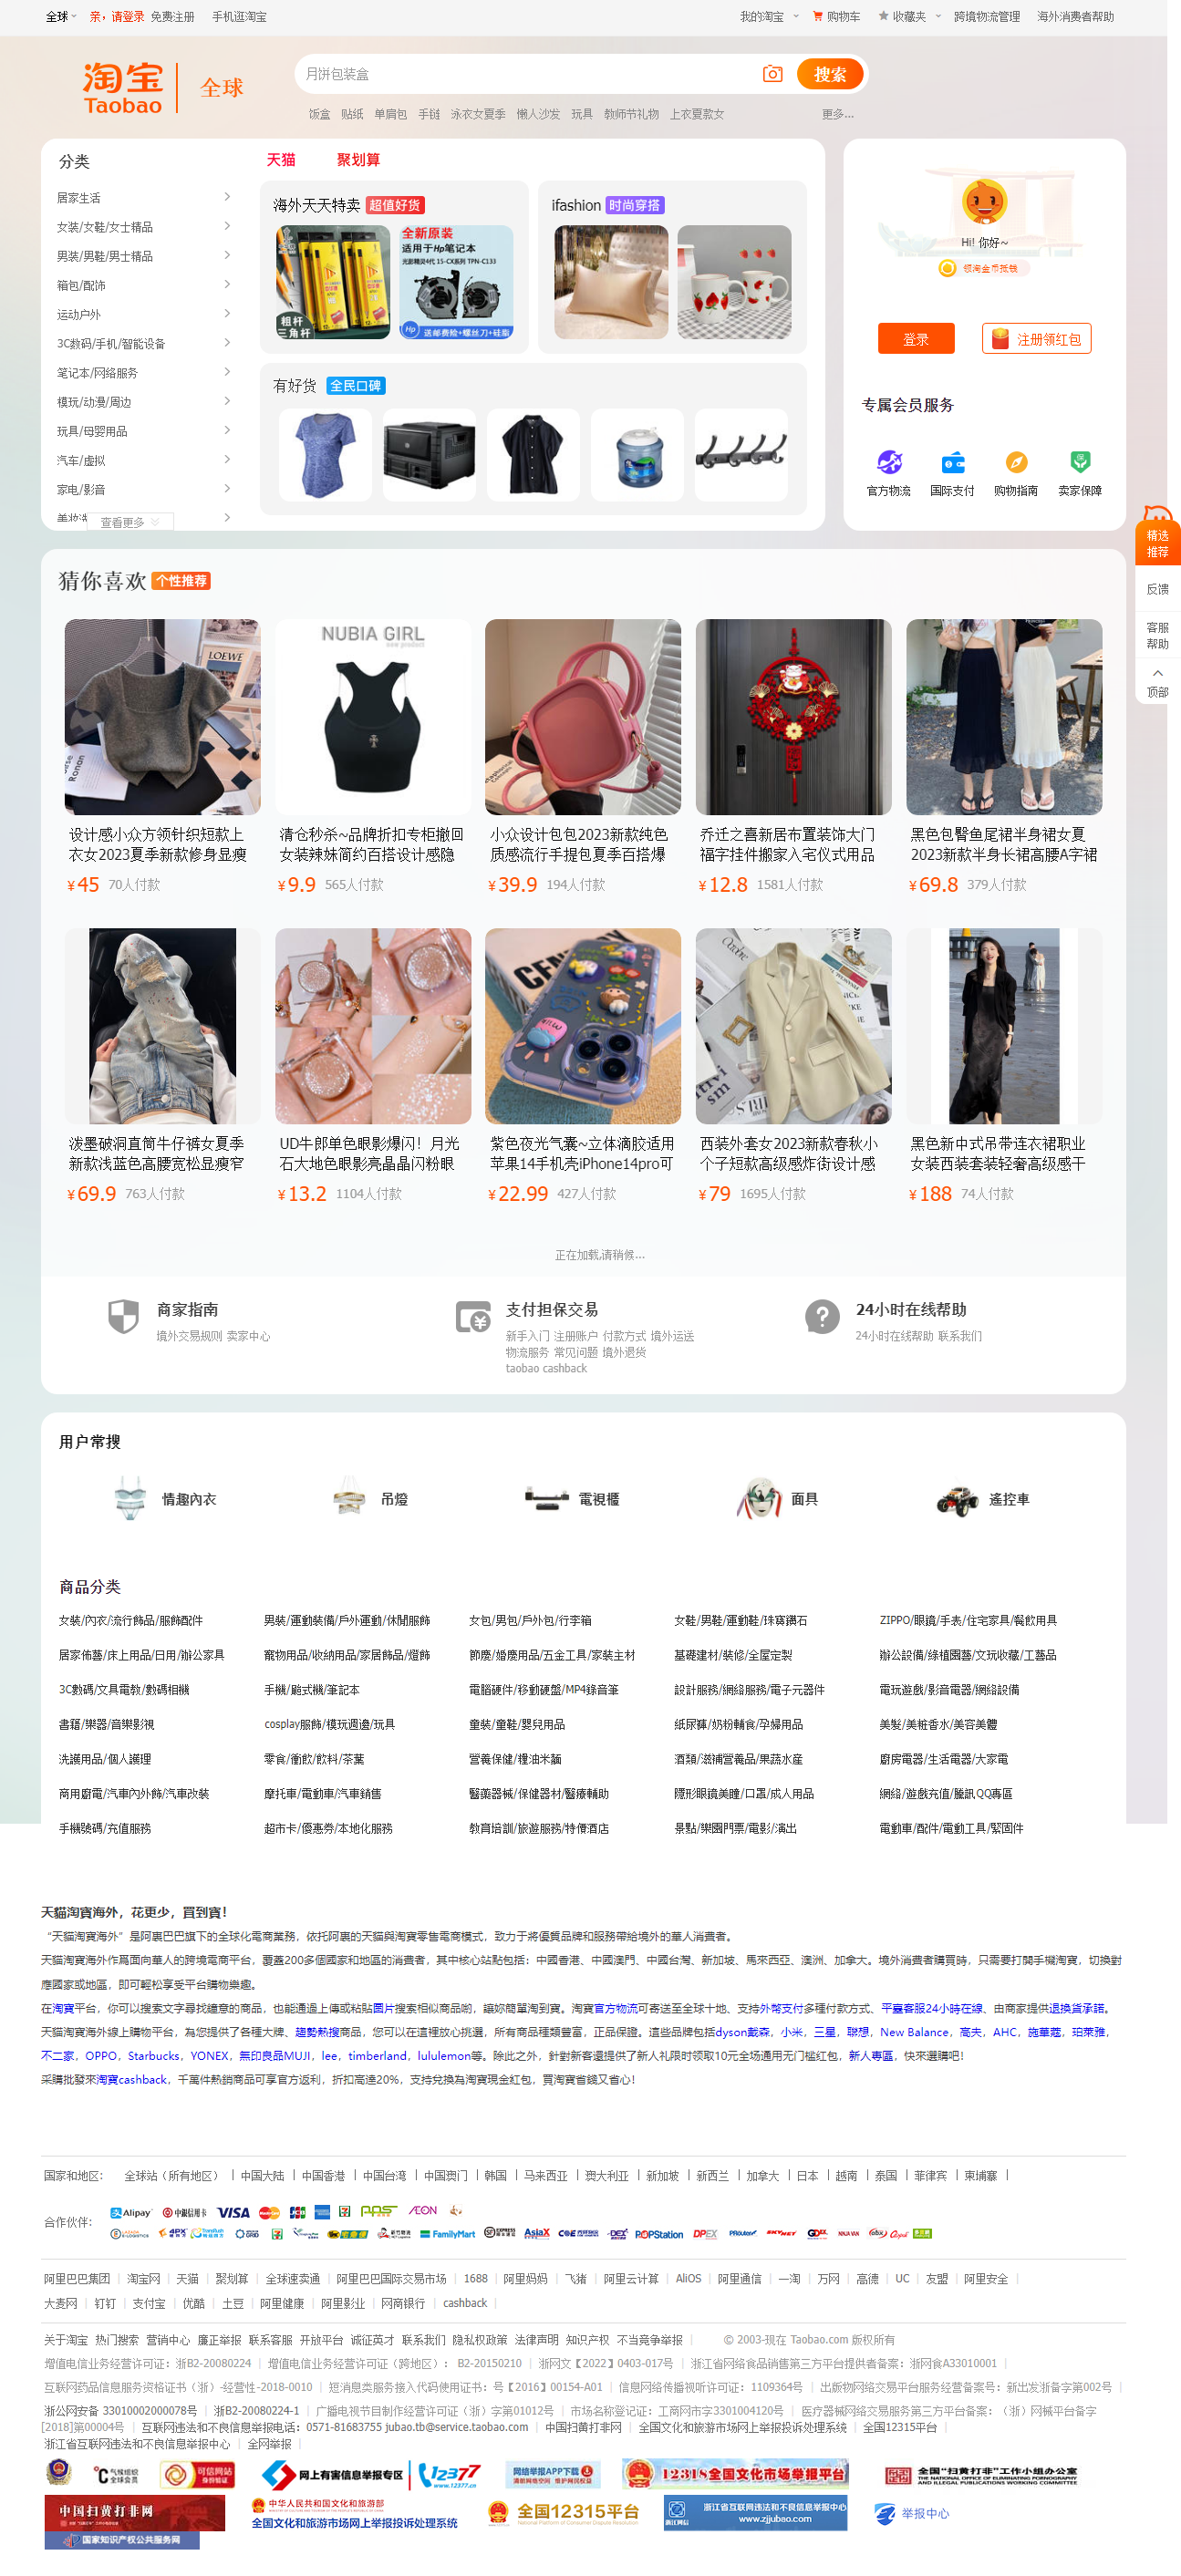 全球 亲，请登录 免费注册 手机逛淘宝 我的淘宝 购物车 收藏夹 跨境物流管理 海外消费者帮助
淘宝 Taobao 全球
月饼包装盒 搜索
饭盒 贴纸 单肩包 手链 泳衣女夏季 懒人沙发 玩具 教师节礼物 上衣夏款女 更多...
分类
居家生活
女装/女鞋/女士精品
男装/男鞋/男士精品
箱包/配饰
运动户外
3C数码/手机/智能设备
笔记本/网络服务
模玩/动漫/周边
玩具/母婴用品
汽车/虚拟
家电/影音
查看更多
天猫 聚划算
海外天天特卖 超值好货
粗杆
三角杆
全新原装
适用于Hp笔记本
光影精灵4代 15-CX系列 TPN-C133
送邮费险+螺丝刀+硅脂
ifashion 时尚穿搭
有好货 全民口碑
Hi! 你好~
领淘金币抵钱
登录 注册领红包
专属会员服务
官方物流 国际支付 购物指南 卖家保障
精选
推荐
反馈
客服
帮助
顶部
猜你喜欢 个性推荐
LOEWE
NUBIA GIRL
new product
设计感小众方领针织短款上
衣女2023夏季新款修身显瘦
¥45 70人付款
清仓秒杀~品牌折扣专柜撤回
女装辣妹简约百搭设计感隐
¥9.9 565人付款
小众设计包包2023新款纯色
质感流行手提包夏季百搭爆
¥39.9 194人付款
乔迁之喜新居布置装饰大门
福字挂件搬家入宅仪式用品
¥12.8 1581人付款
黑色包臀鱼尾裙半身裙女夏
2023新款半身长裙高腰A字裙
¥69.8 379人付款
泼墨破洞直筒牛仔裤女夏季
新款浅蓝色高腰宽松显瘦窄
¥69.9 763人付款
UD牛郎单色眼影爆闪！月光
石大地色眼影亮晶晶闪粉眼
¥13.2 1104人付款
紫色夜光气囊~立体滴胶适用
苹果14手机壳iPhone14pro可
¥22.99 427人付款
西装外套女2023新款春秋小
个子短款高级感炸街设计感
¥79 1695人付款
黑色新中式吊带连衣裙职业
女装西装套装轻奢高级感干
¥188 74人付款
正在加载,请稍候...
商家指南
境外交易规则 卖家中心
支付担保交易
新手入门 注册账户 付款方式 境外运送
物流服务 常见问题 境外退货
taobao cashback
24小时在线帮助
24小时在线帮助 联系我们
用户常搜
情趣內衣 吊燈 電視櫃 面具 遙控車
商品分类
女裝/內衣/流行飾品/服飾配件 男裝/運動裝備/戶外運動/休閒服飾 女包/男包/戶外包/行李箱 女鞋/男鞋/運動鞋/珠寶鑽石 ZIPPO/眼鏡/手表/住宅家具/餐飲用具
居家佈藝/床上用品/日用/辦公家具 寵物用品/收納用品/家居飾品/燈飾 節慶/婚慶用品/五金工具/家裝主材 基礎建材/裝修/全屋定製 辦公設備/綠植園藝/文玩收藏/工藝品
3C數碼/文具電教/數碼相機 手機/颱式機/筆記本 電腦硬件/移動硬盤/MP4錄音筆 設計服務/網絡服務/電子元器件 電玩遊戲/影音電器/網絡設備
書籍/樂器/音樂影視 cosplay服飾/模玩週邊/玩具 童裝/童鞋/嬰兒用品 纸尿褲/奶粉輔食/孕婦用品 美髮/美粧香水/美容美體
洗護用品/個人護理 零食/衝飲/飲料/茶葉 營養保健/糧油米麵 酒類/滋補營養品/果蔬水産 廚房電器/生活電器/大家電
商用廚電/汽車內外飾/汽車改裝 摩托車/電動車/汽車銷售 醫藥器械/保健器材/醫療輔助 隱形眼鏡美瞳/口罩/成人用品 網絡/遊戲充值/騰訊QQ專區
手機號碼/充值服務 超市卡/優惠劵/本地化服務 教育培訓/旅遊服務/特價酒店 景點/樂園門票/電影/演出 電動車/配件/電動工具/緊固件
天貓淘寶海外，花更少，買到寶！
“天貓淘寶海外”是阿裏巴巴旗下的全球化電商業務，依托阿裏的天貓與淘寶零售電商模式，致力于將優質品牌和服務帶給境外的華人消費者。
天貓淘寶海外作爲面向華人的跨境電商平台，覆蓋200多個國家和地區的消費者，其中核心站點包括：中國香港、中國澳門、中國台灣、新加坡、馬來西亞、澳洲、加拿大。境外消費者購買時，只需要打開手機淘寶，切換對
應國家或地區，即可輕松享受平台購物樂趣。
在淘寶平台，你可以搜索文字尋找繾意的商品，也能通過上傳或粘貼圖片搜索相似商品喲，讓妳簡單淘到寶。淘寶官方物流可寄送至全球十地、支持外幣支付多種付款方式、平臺客服24小時在線、由商家提供退換貨承諾。
天貓淘寶海外線上購物平台，為您提供了各種大牌、趨勢熱搜商品，您可以在這裡放心挑選，所有商品種類豐富，正品保證。這些品牌包括dyson戴森，小米，三星，聯想，New Balance，高夫，AHC，施華蔻，珀萊雅，
不二家，OPPO，Starbucks，YONEX，無印良品MUJI，lee，timberland，lululemon等。除此之外，針對新客還提供了新人礼限时领取10元全场通用无门槛红包，新人專區，快來選購吧！
采購批發來淘寶cashback，千萬件熱銷商品可享官方返利，折扣高達20%，支持兌換為淘寶現金紅包，買淘寶省錢又省心！
国家和地区： 全球站（所有地区） 中国大陆 中国香港 中国台湾 中国澳门 韩国 马来西亚 澳大利亚 新加坡 新西兰 加拿大 日本 越南 泰国 菲律宾 柬埔寨
合作伙伴： Alipay 中国银信卡 VISA MasterCard JCB PPS AEON
FamilyMart AsiaX DEX POPStation DPEX SKYNET GDEX NINJA VAN
阿里巴巴集团 淘宝网 天猫 聚划算 全球速卖通 阿里巴巴国际交易市场 1688 阿里妈妈 飞猪 阿里云计算 AliOS 阿里通信 一淘 万网 高德 UC 友盟 阿里安全
大麦网 钉钉 支付宝 优酷 土豆 阿里健康 阿里影业 网商银行 cashback
关于淘宝 热门搜索 营销中心 廉正举报 联系客服 开放平台 诚征英才 联系我们 隐私权政策 法律声明 知识产权 不当竞争举报 © 2003-現在 Taobao.com 版权所有
增值电信业务经营许可证：浙B2-20080224 增值电信业务经营许可证（跨地区）： B2-20150210 浙网文【2022】0403-017号 浙江省网络食品销售第三方平台提供者备案：浙网食A33010001
互联网药品信息服务资格证书（浙）-经营性-2018-0010 短消息类服务接入代码使用证书：号【2016】00154-A01 信息网络传播视听许可证：1109364号 出版物网络交易平台服务经营备案号：新出发浙备字第002号
浙公网安备 33010002000078号 浙B2-20080224-1 广播电视节目制作经营许可证（浙）字第01012号 市场名称登记证：工商网市字3301004120号 医疗器械网络交易服务第三方平台备案：（浙）网械平台备字
[2018]第00004号 互联网违法和不良信息举报电话：0571-81683755 jubao.tb@service.taobao.com 中国扫黄打非网 全国文化和旅游市场网上举报投诉处理系统 全国12315平台
浙江省互联网违法和不良信息举报中心 全网举报
气候组织
全球会员 可信网站
身份验证 网上有害信息举报专区 12377
www.12377.cn 网络举报APP下载
清朗网络空间 维护网民权益 12318全国文化市场举报平台 全国“扫黄打非”工作小组办公室
THE NATIONAL OFFICE OF ELIMINATING PORNOGRAPHY
AND ILLEGAL PUBLICATIONS WORKING COMMITTEE
中国扫黄打非网 中华人民共和国文化和旅游部
全国文化和旅游市场网上举报投诉处理系统 全国12315平台 浙江省互联网违法和不良信息举报中心
www.zjjubao.com 举报中心
国家知识产权公共服务网